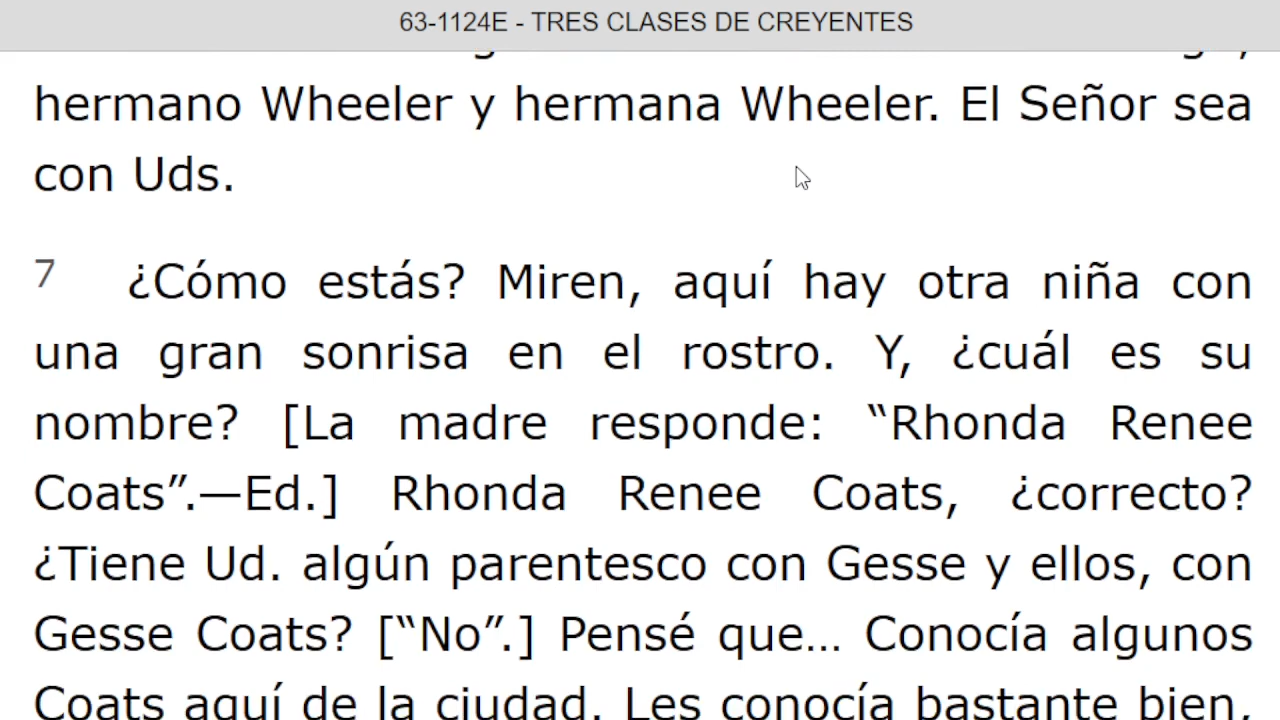 63-1124E - TRES CLASES DE CREYENTES
hermano Wheeler y hermana Wheeler. El Señor sea
con Uds.
7 ¿Cómo estás? Miren, aquí hay otra niña con
una gran sonrisa en el rostro. Y, ¿cuál es su
nombre? [La madre responde: “Rhonda Renee
Coats”.—Ed.] Rhonda Renee Coats, ¿correcto?
¿Tiene Ud. algún parentesco con Gesse y ellos, con
Gesse Coats? [“No”.] Pensé que… Conocía algunos
Coats aquí de la ciudad. Les conocía bastante bien,